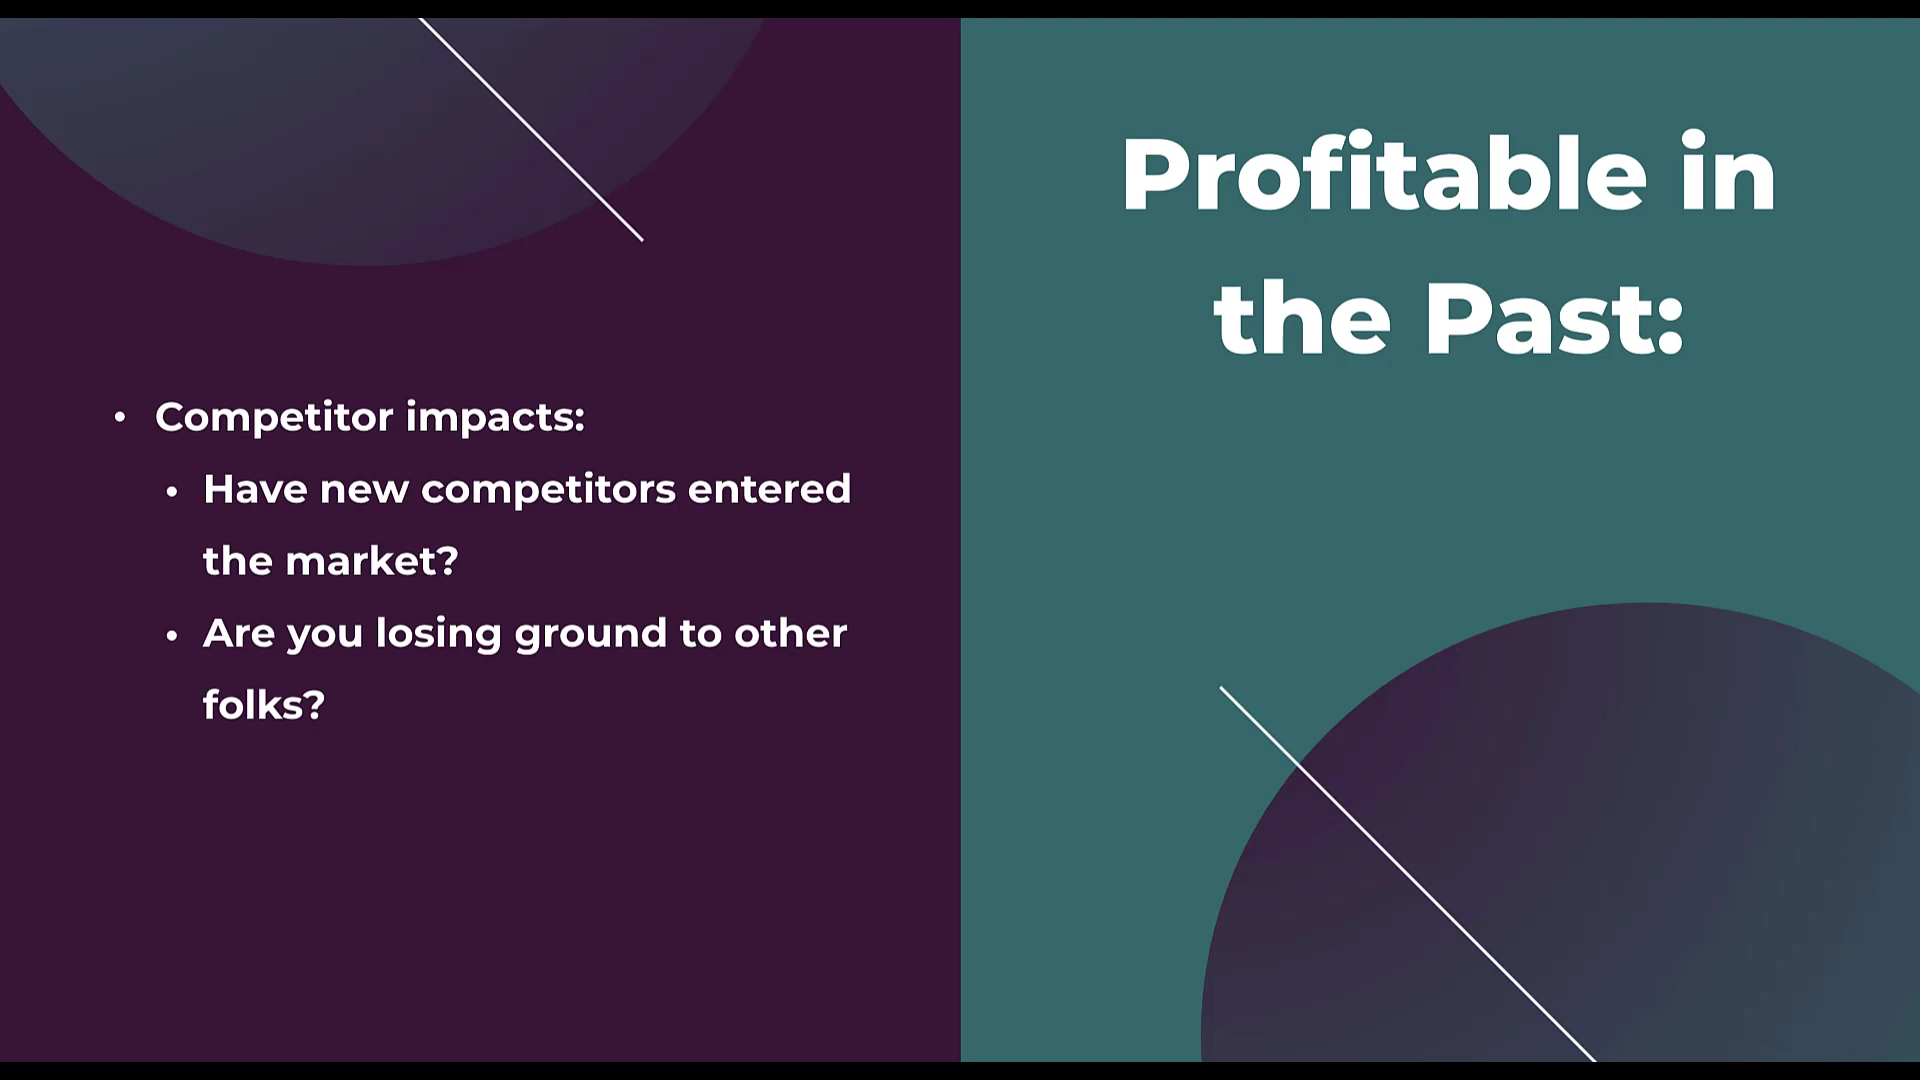 Profitable in
the Past:
• Competitor impacts:
• Have new competitors entered
the market?
• Are you losing ground to other
folks?